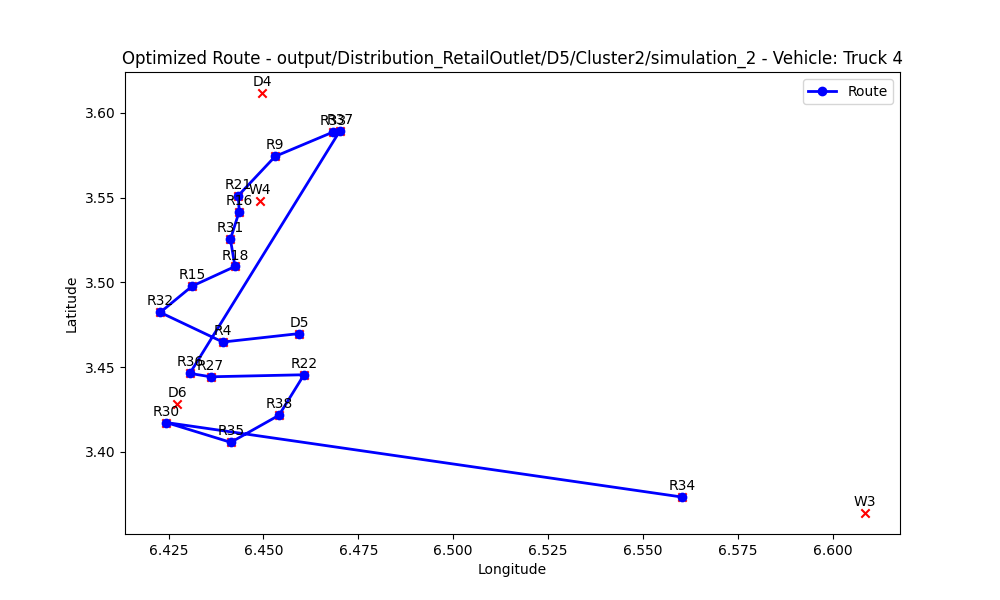 Optimized Route - output/Distribution_RetailOutlet/D5/Cluster2/simulation_2 - Vehicle: Truck 4
Route
D4
R33
R37
R9
R21
W4
R16
R31
R18
R15
R32
D5
R4
R36
R27
R22
D6
R38
R30
R35
R34
W3
3.60
3.55
3.50
3.45
3.40
Latitude
6.425
6.450
6.475
6.500
6.525
6.550
6.575
6.600
Longitude